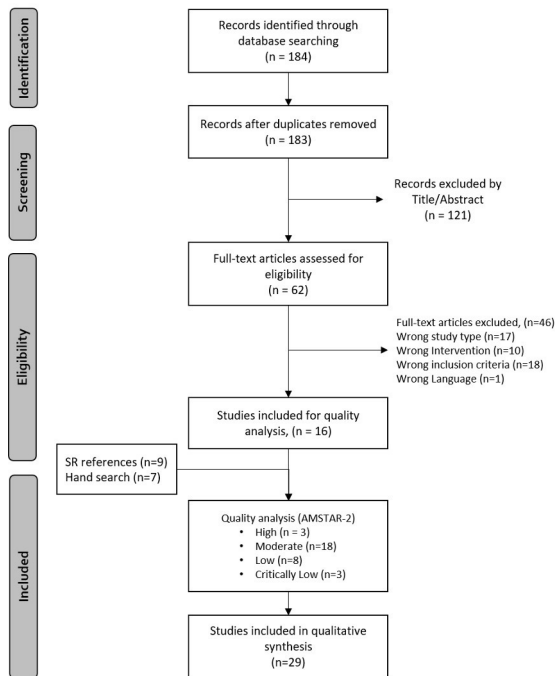 Identification
Records identified through
database searching
(n = 184)
Records after duplicates removed
(n = 183)
Screening
Records excluded by
Title/Abstract
(n = 121)
Full-text articles assessed for
eligibility
(n = 62)
Eligibility
Full-text articles excluded, (n=46)
Wrong study type (n=17)
Wrong Intervention (n=10)
Wrong inclusion criteria (n=18)
Wrong Language (n=1)
Studies included for quality
analysis, (n = 16)
SR references (n=9)
Hand search (n=7)
Included
Quality analysis (AMSTAR-2)
• High (n = 3)
• Moderate (n=18)
• Low (n=8)
• Critically Low (n=3)
Studies included in qualitative
synthesis
(n=29)